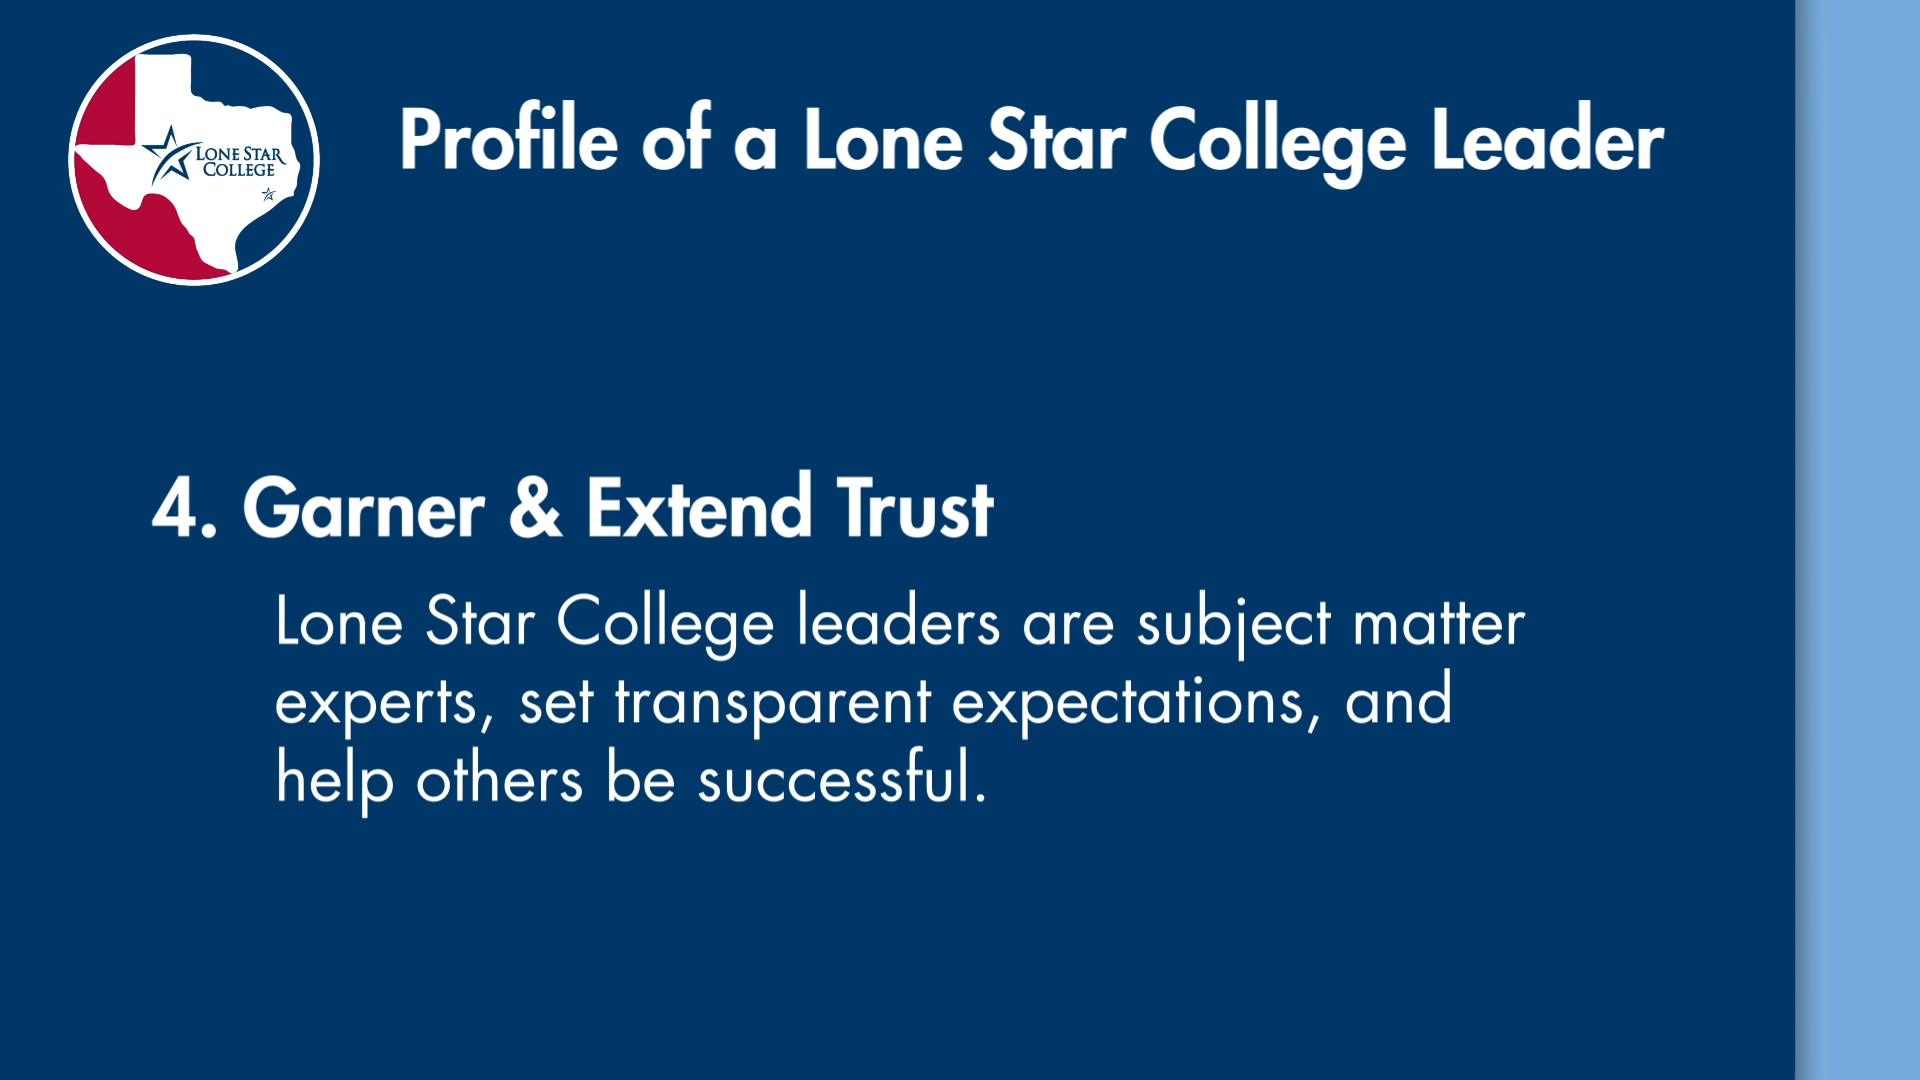 LONE STAR
COLLEGE
Profile of a Lone Star College Leader
4. Garner & Extend Trust
Lone Star College leaders are subject matter
experts, set transparent expectations, and
help others be successful.